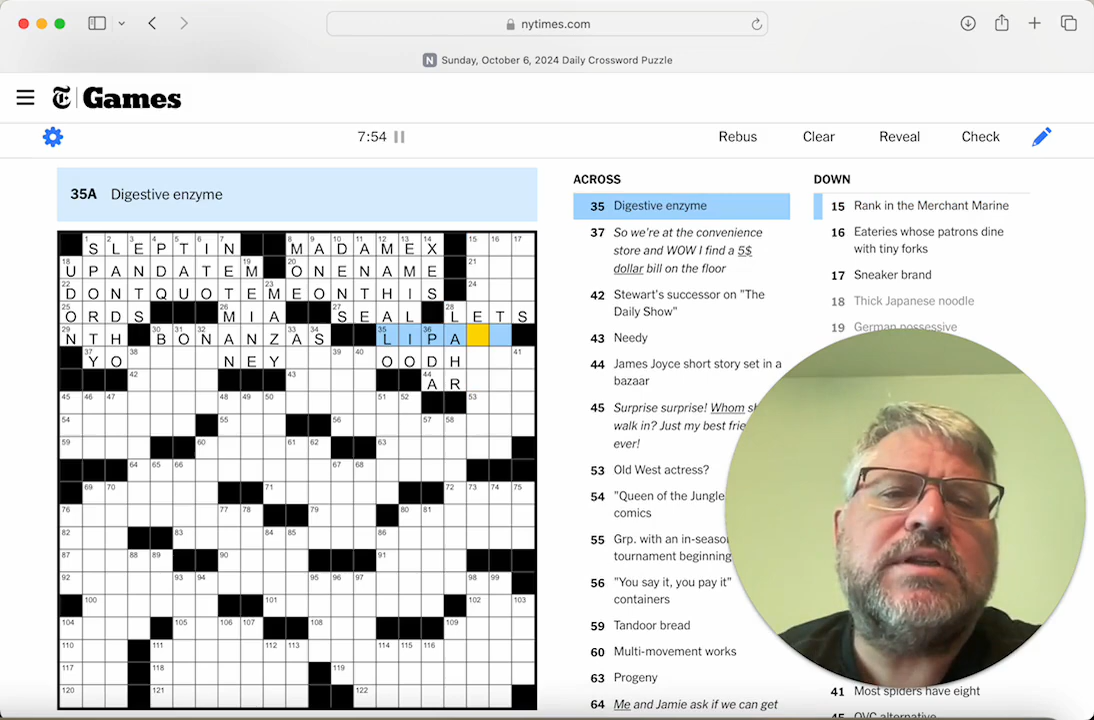 nytimes.com
N Sunday, October 6, 2024 Daily Crossword Puzzle
T Games
7:54
Rebus Clear Reveal Check
35A Digestive enzyme
SLEPTIN MADAMEX
UPANDATEM ONENAME
DONTQUOTEMEONTHIS
ORDS MIA SEAL LETS
NTH BONANZAS LIPA
YO NEY OODH
AR
ACROSS
35 Digestive enzyme
37 So we're at the convenience
store and WOW I find a 5$
dollar bill on the floor
42 Stewart's successor on "The
Daily Show"
43 Needy
44 James Joyce short story set in a
bazaar
45 Surprise surprise! Whom
walk in? Just my best
ever!
53 Old West actress?
54 "Queen of the Jungle
comics
55 Grp. with an in-season
tournament beginning
56 "You say it, you pay it"
containers
59 Tandoor bread
60 Multi-movement works
63 Progeny
64 Me and Jamie ask if we can get
DOWN
15 Rank in the Merchant Marine
16 Eateries whose patrons dine
with tiny forks
17 Sneaker brand
18 Thick Japanese noodle
19 German possessive
41 Most spiders have eight
45 QVC alternative